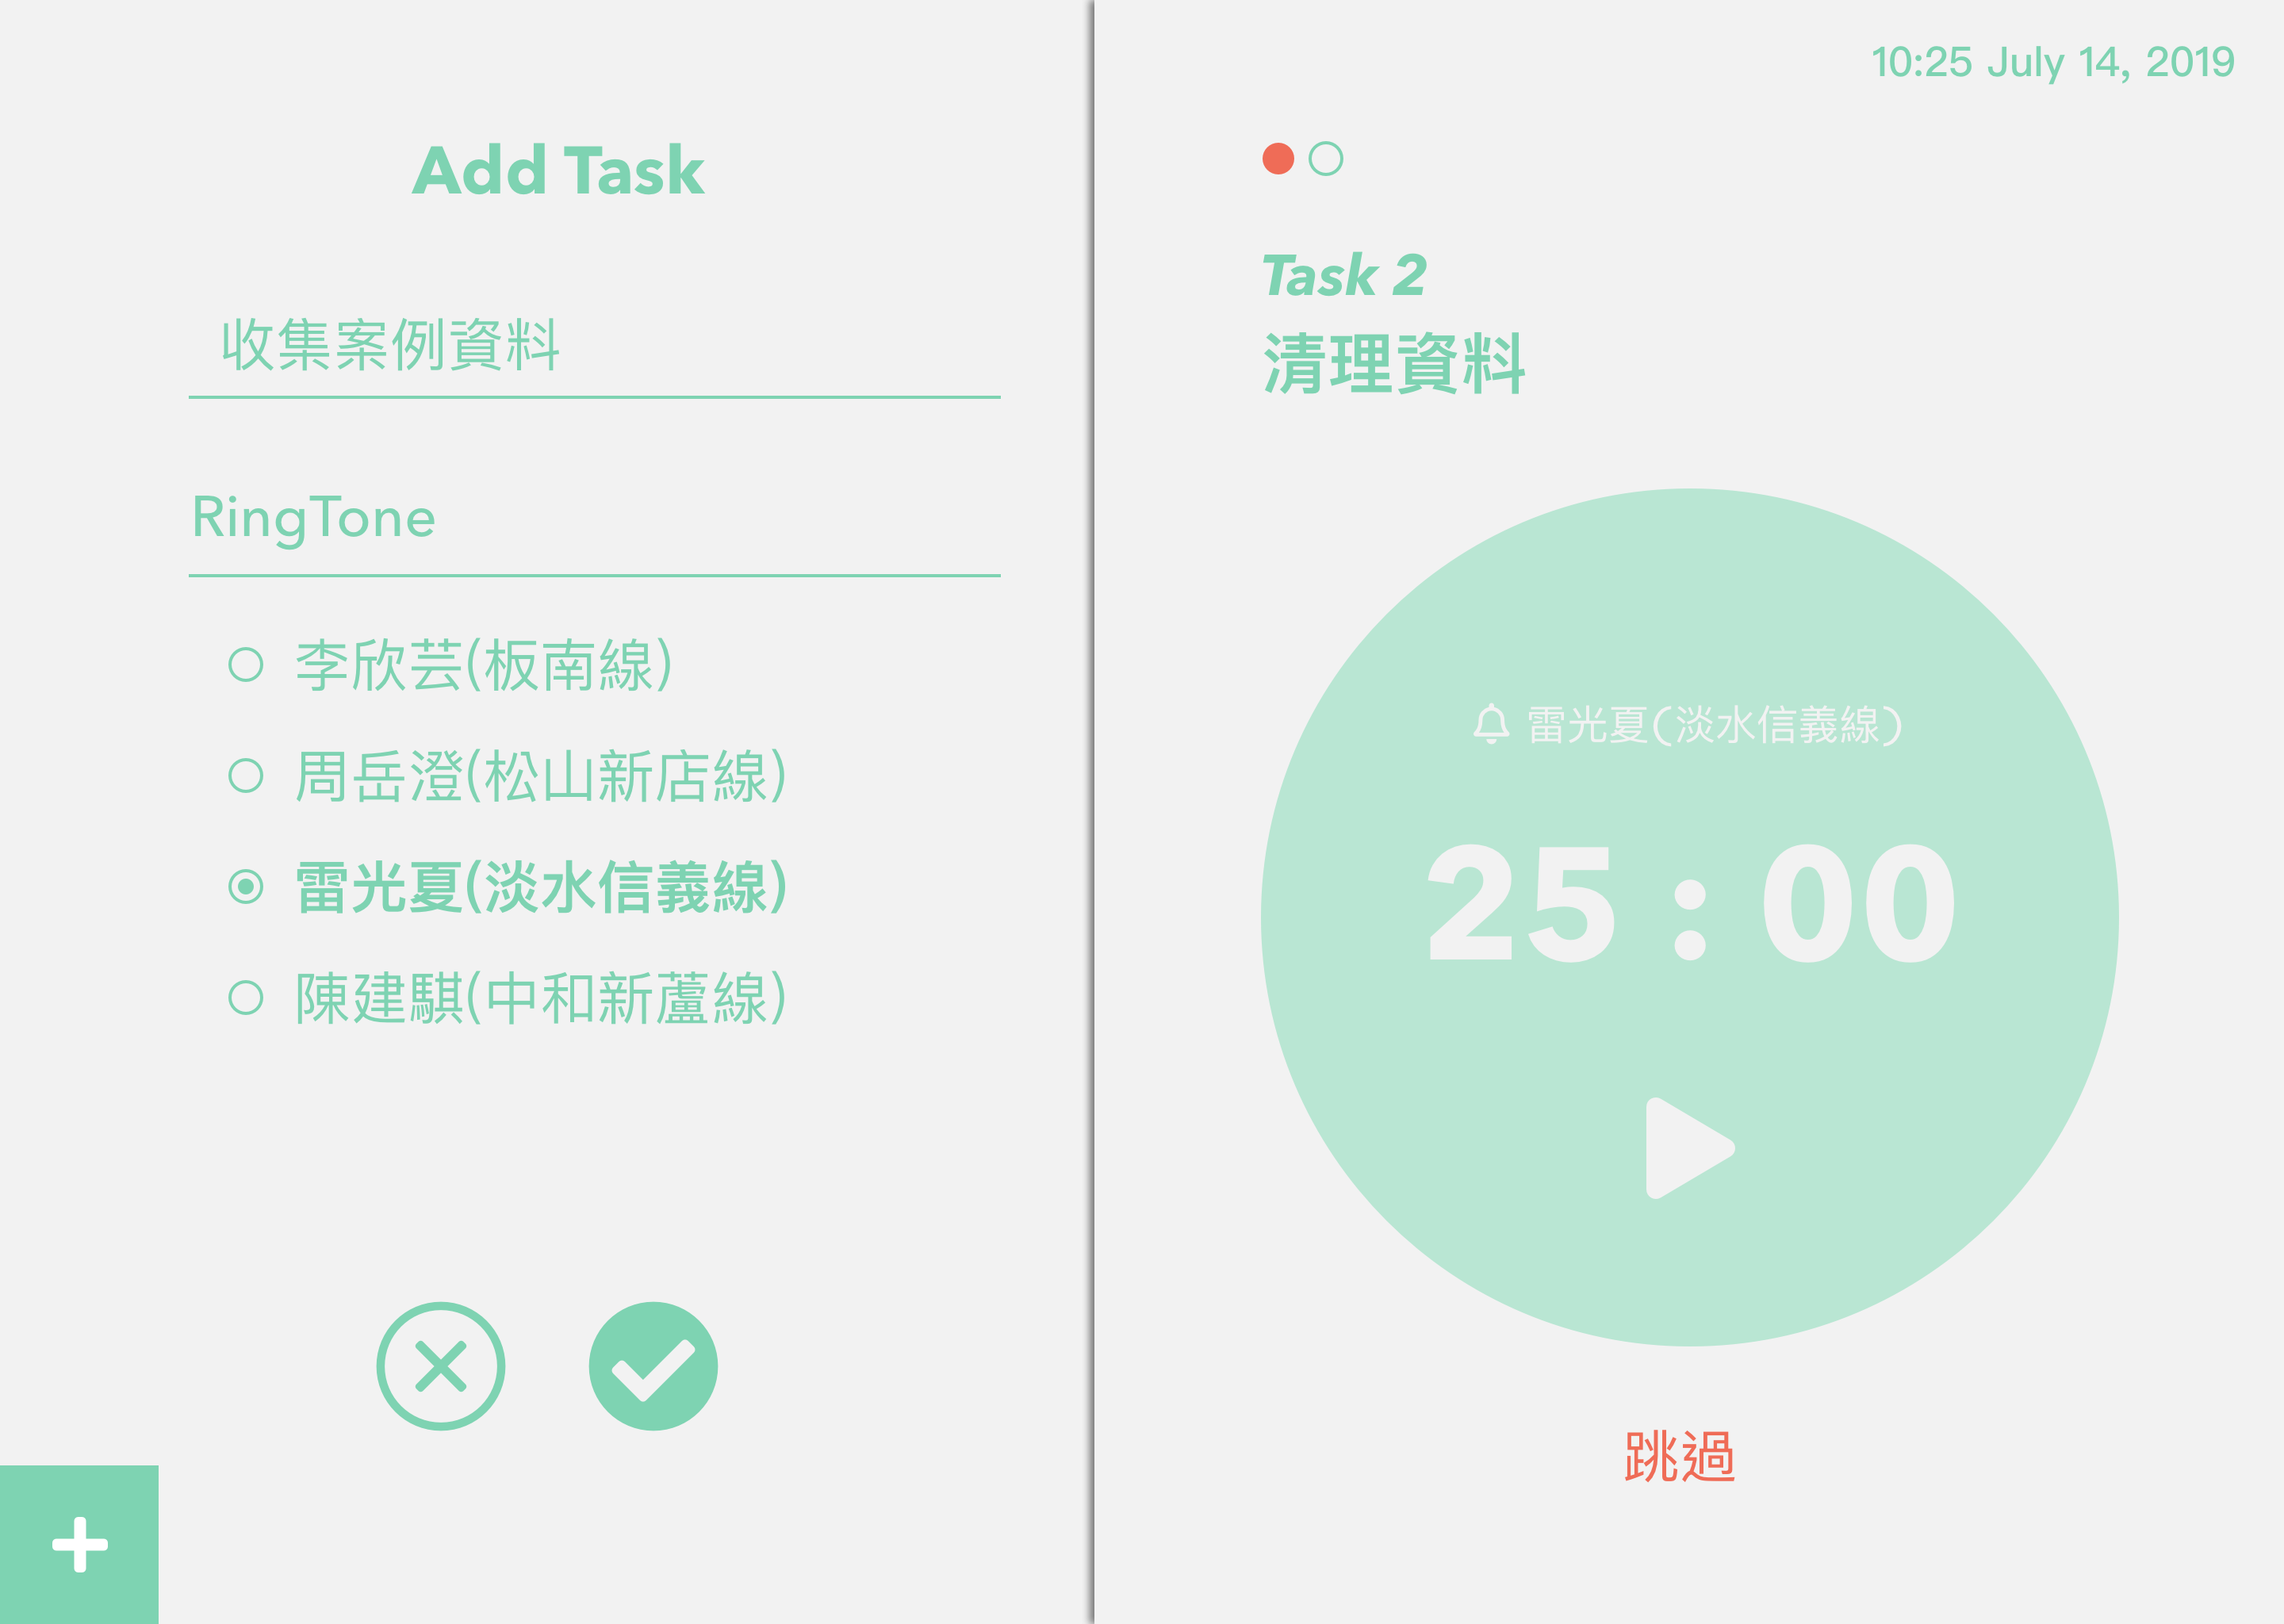 Add Task
收集案例資料
RingTone
李欣芸(板南線)
周岳澄(松山新店線)
雷光夏(淡水信義線)
陳建騏(中和新蘆線)
10:25 July 14, 2019
Task 2
清理資料
雷光夏（淡水信義線）
25 : 00
跳過